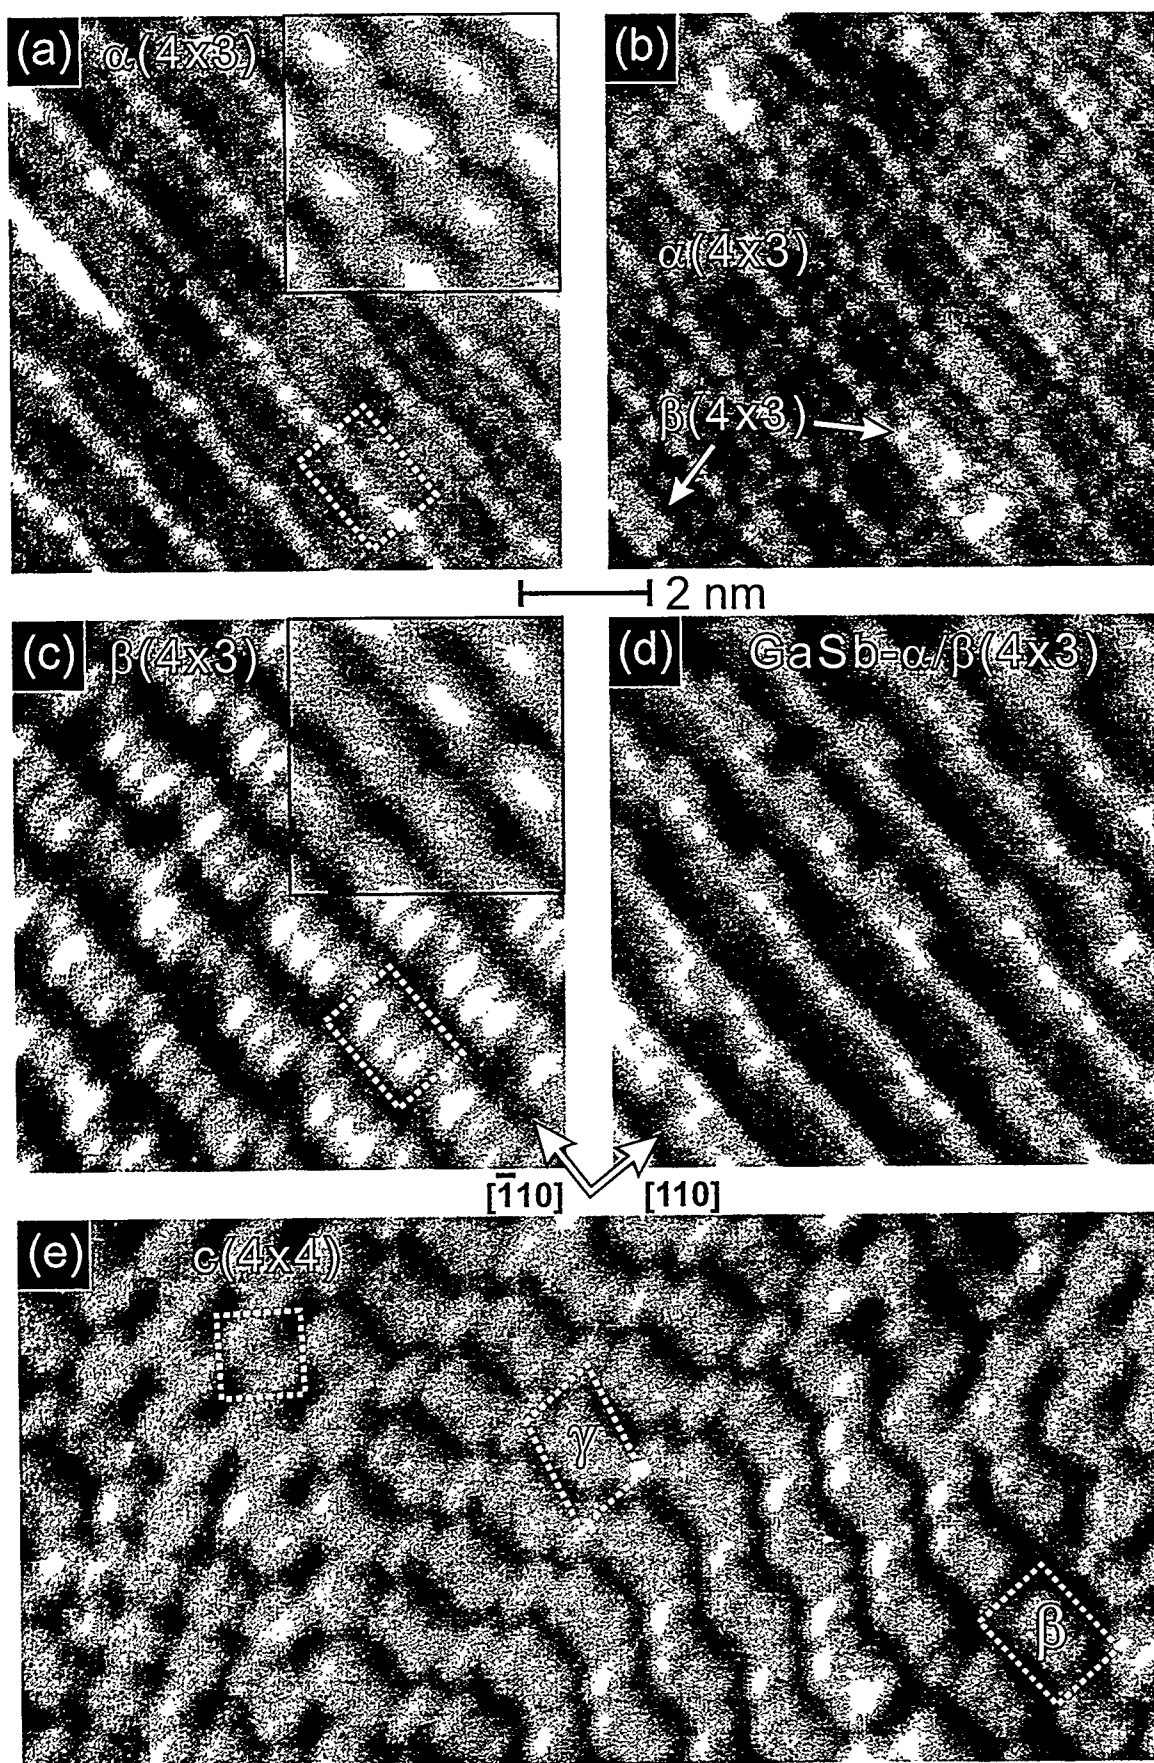 (a) α(4x3)
(b)
α(4x3)
β(4x3)
2 nm
(c) β(4x3)
(d) GaSb-α/β(4x3)
[1̄10] [110]
(e) c(4x4)
γ
β